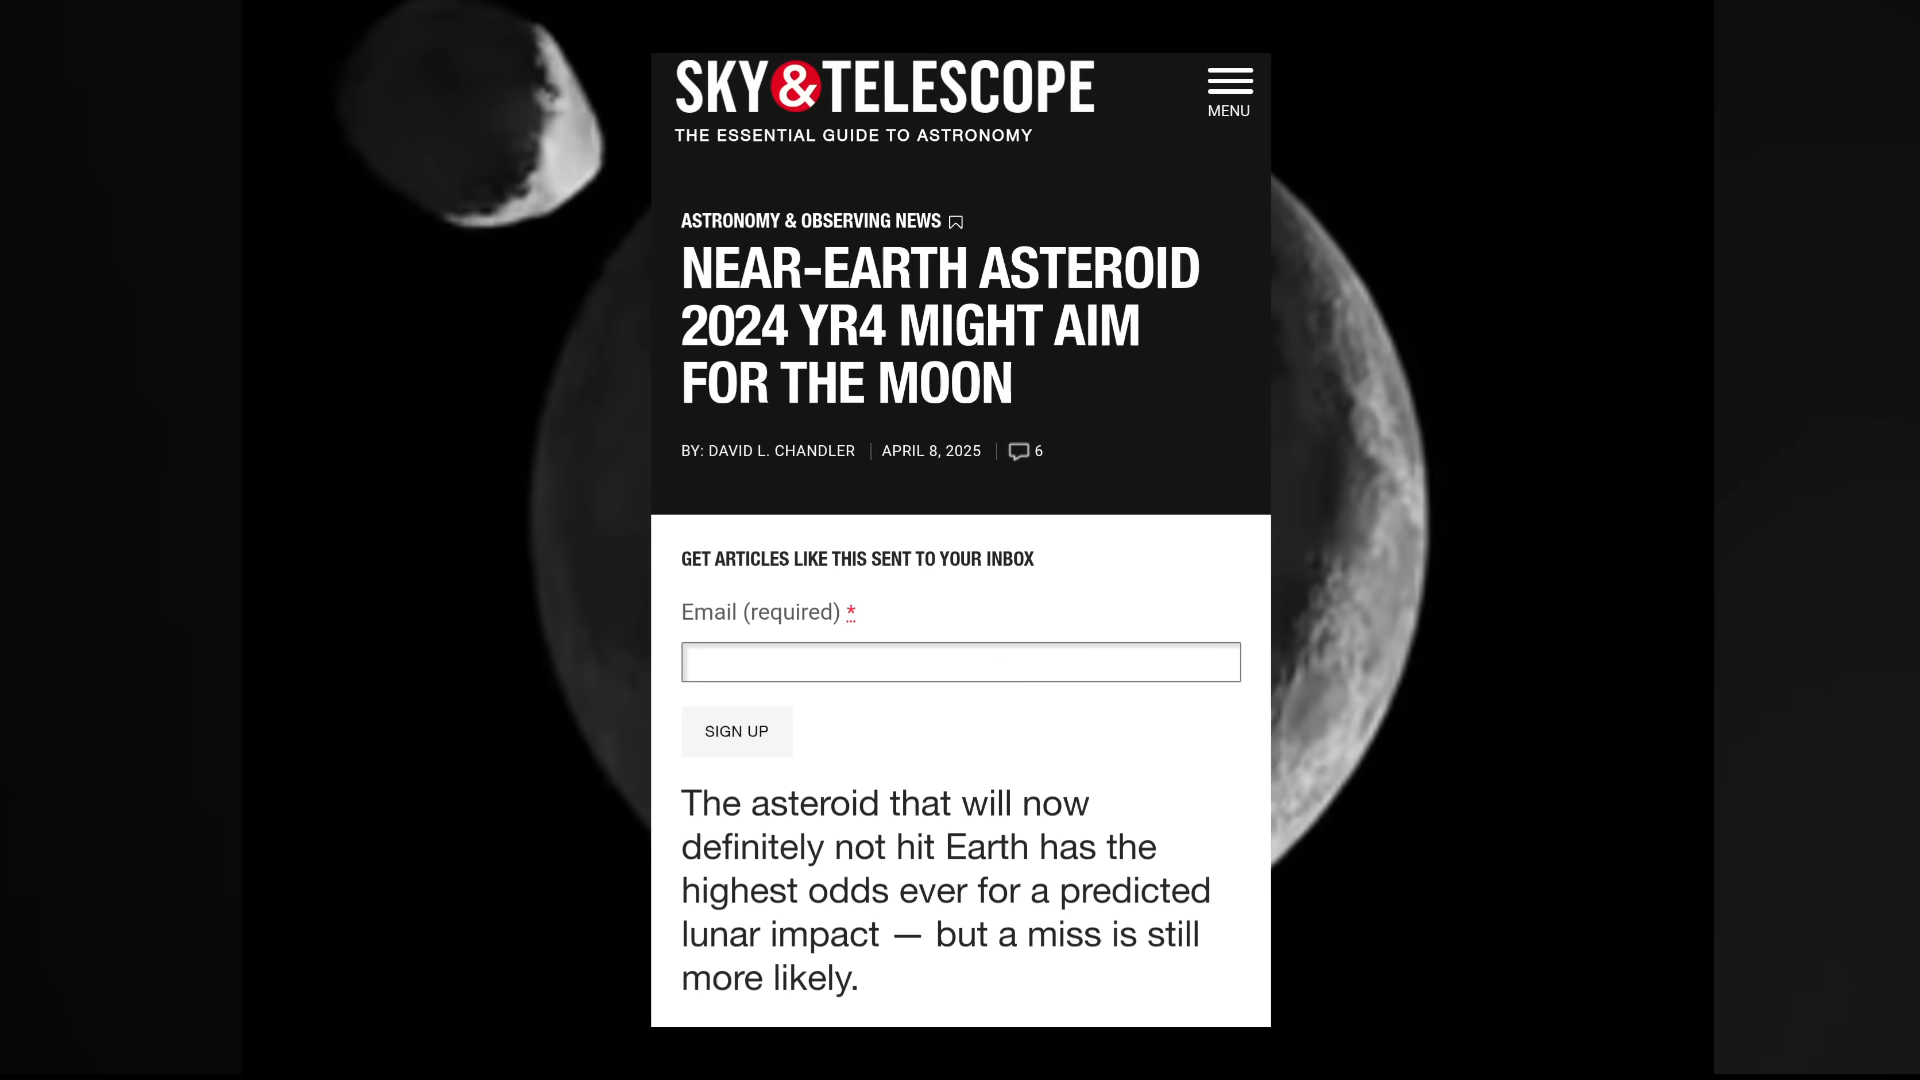 SKY&TELESCOPE
THE ESSENTIAL GUIDE TO ASTRONOMY
MENU
ASTRONOMY & OBSERVING NEWS
NEAR-EARTH ASTEROID
2024 YR4 MIGHT AIM
FOR THE MOON
BY: DAVID L. CHANDLER
APRIL 8, 2025
6
GET ARTICLES LIKE THIS SENT TO YOUR INBOX
Email (required) *
SIGN UP
The asteroid that will now
definitely not hit Earth has the
highest odds ever for a predicted
lunar impact — but a miss is still
more likely.